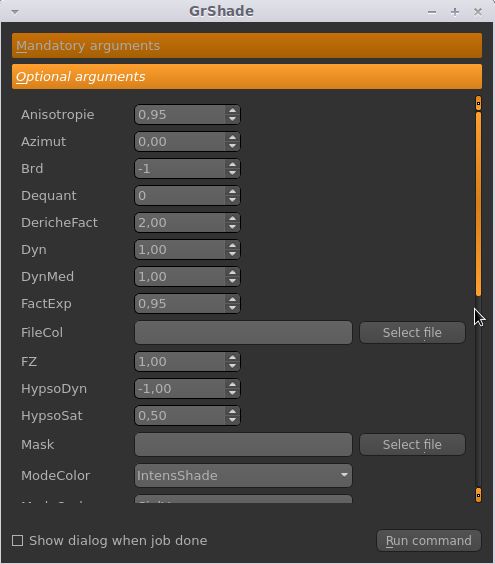 GrShade
Mandatory arguments
Optional arguments
Anisotropie 0,95
Azimut 0,00
Brd -1
Dequant 0
DericheFact 2,00
Dyn 1,00
DynMed 1,00
FactExp 0,95
FileCol Select file
FZ 1,00
HypsoDyn -1,00
HypsoSat 0,50
Mask Select file
ModeColor IntensShade
Show dialog when job done Run command